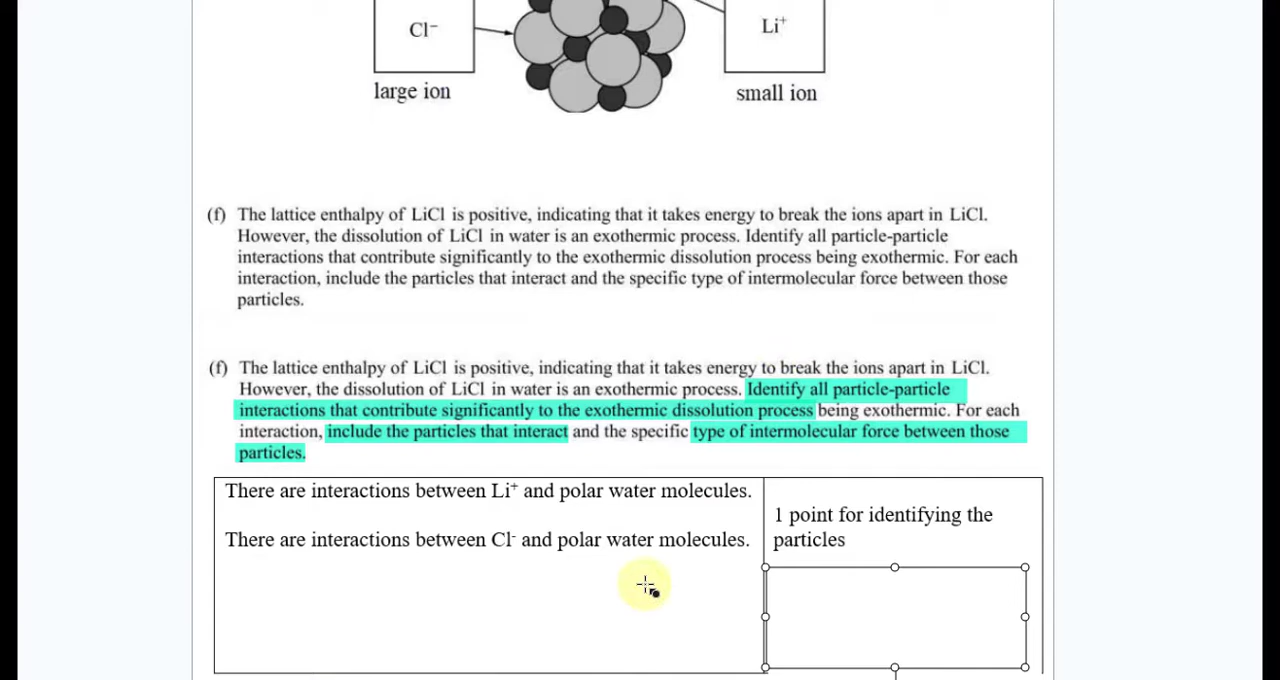 Cl⁻
Li⁺
large ion
small ion
(f) The lattice enthalpy of LiCl is positive, indicating that it takes energy to break the ions apart in LiCl.
However, the dissolution of LiCl in water is an exothermic process. Identify all particle-particle
interactions that contribute significantly to the exothermic dissolution process being exothermic. For each
interaction, include the particles that interact and the specific type of intermolecular force between those
particles.
(f) The lattice enthalpy of LiCl is positive, indicating that it takes energy to break the ions apart in LiCl.
However, the dissolution of LiCl in water is an exothermic process. Identify all particle-particle
interactions that contribute significantly to the exothermic dissolution process being exothermic. For each
interaction, include the particles that interact and the specific type of intermolecular force between those
particles.
There are interactions between Li⁺ and polar water molecules.
There are interactions between Cl⁻ and polar water molecules.
1 point for identifying the
particles